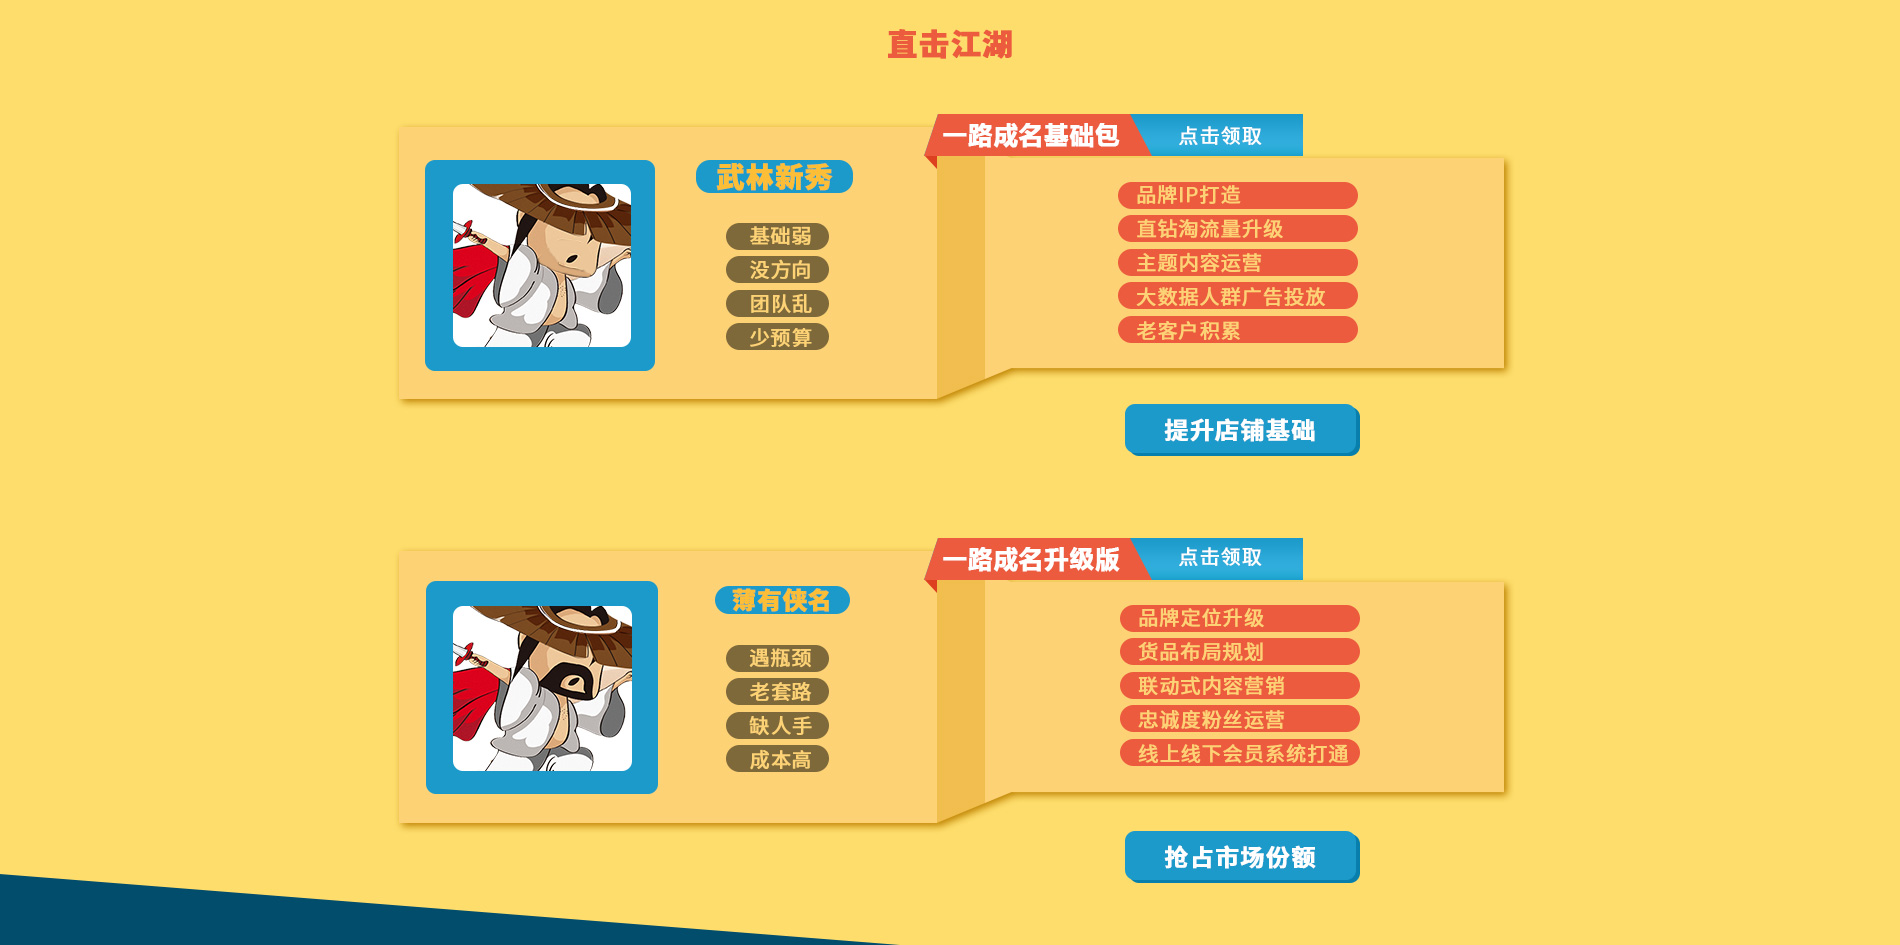 直击江湖
一路成名基础包
点击领取
武林新秀
基础弱
没方向
团队乱
少预算
品牌IP打造
直钻淘流量升级
主题内容运营
大数据人群广告投放
老客户积累
提升店铺基础
一路成名升级版
点击领取
薄有侠名
遇瓶颈
老套路
缺人手
成本高
品牌定位升级
货品布局规划
联动式内容营销
忠诚度粉丝运营
线上线下会员系统打通
抢占市场份额